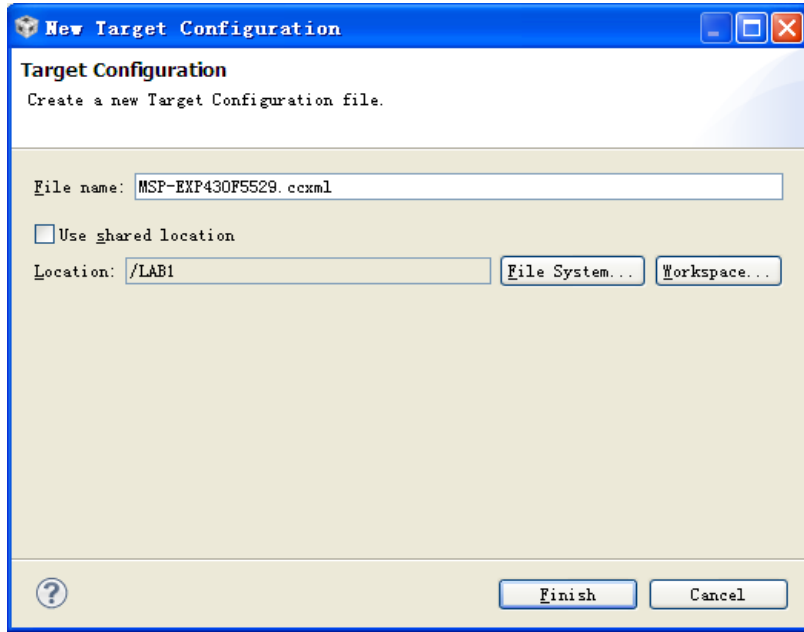 New Target Configuration
Target Configuration
Create a new Target Configuration file.
File name: MSP-EXP430F5529.ccxml
Use shared location
Location: /LAB1 File System... Workspace...
? Finish Cancel